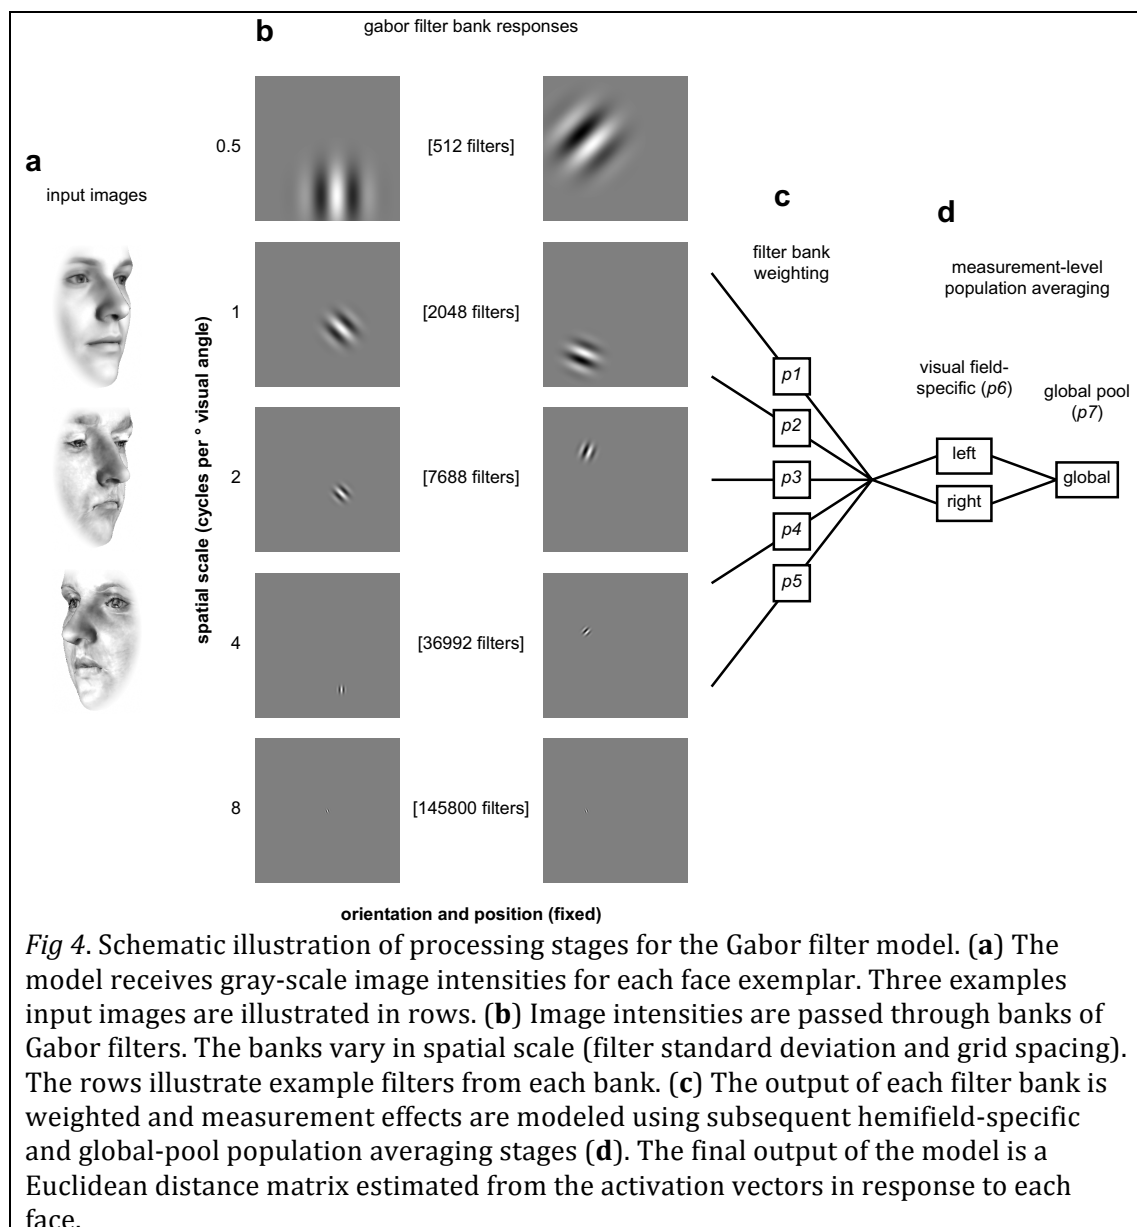 b
gabor filter bank responses
a
input images
spatial scale (cycles per ° visual angle)
0.5
[512 filters]
1
[2048 filters]
2
[7688 filters]
4
[36992 filters]
8
[145800 filters]
orientation and position (fixed)
c
filter bank
weighting
p1
p2
p3
p4
p5
d
measurement-level
population averaging
visual field-
specific (p6)
global pool
(p7)
left
right
global
Fig 4. Schematic illustration of processing stages for the Gabor filter model. (a) The
model receives gray-scale image intensities for each face exemplar. Three examples
input images are illustrated in rows. (b) Image intensities are passed through banks of
Gabor filters. The banks vary in spatial scale (filter standard deviation and grid spacing).
The rows illustrate example filters from each bank. (c) The output of each filter bank is
weighted and measurement effects are modeled using subsequent hemifield-specific
and global-pool population averaging stages (d). The final output of the model is a
Euclidean distance matrix estimated from the activation vectors in response to each
face.